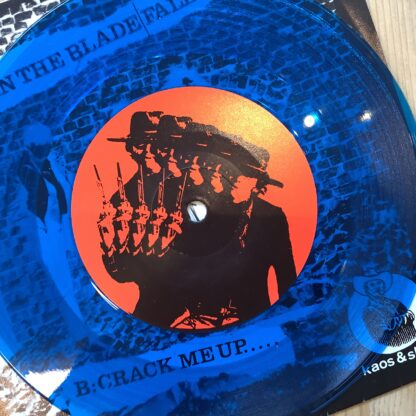 N THE BLADE|FAL
B: CRACK ME UP.....
kaos & s